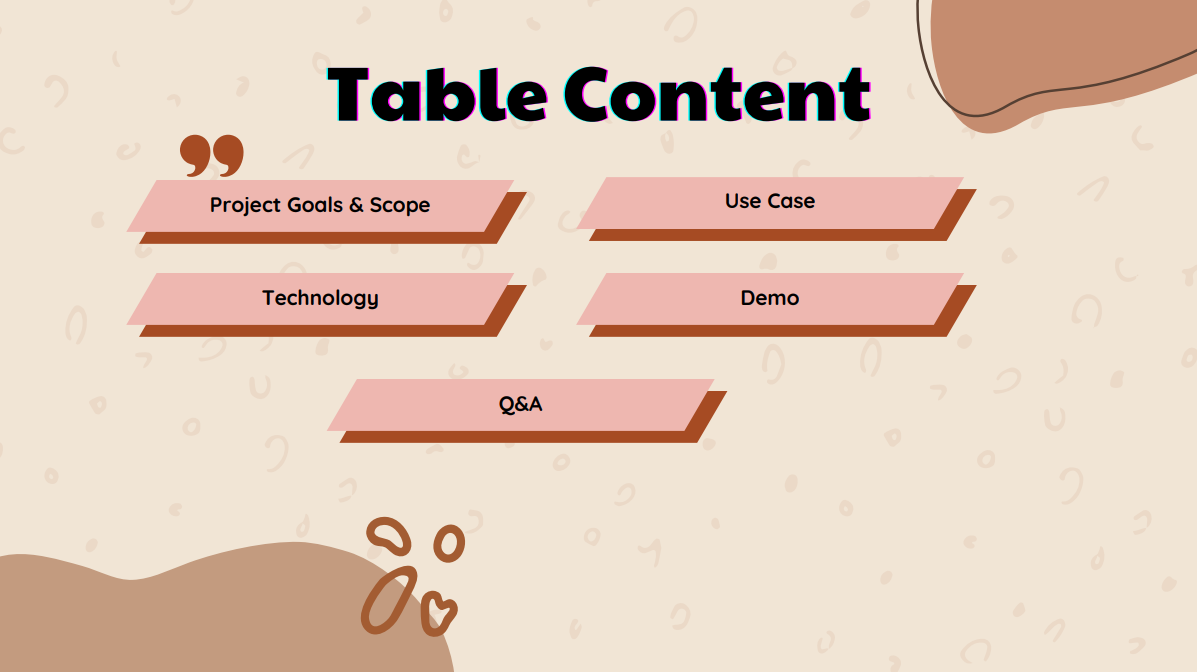 Table Content
Project Goals & Scope
Use Case
Technology
Demo
Q&A